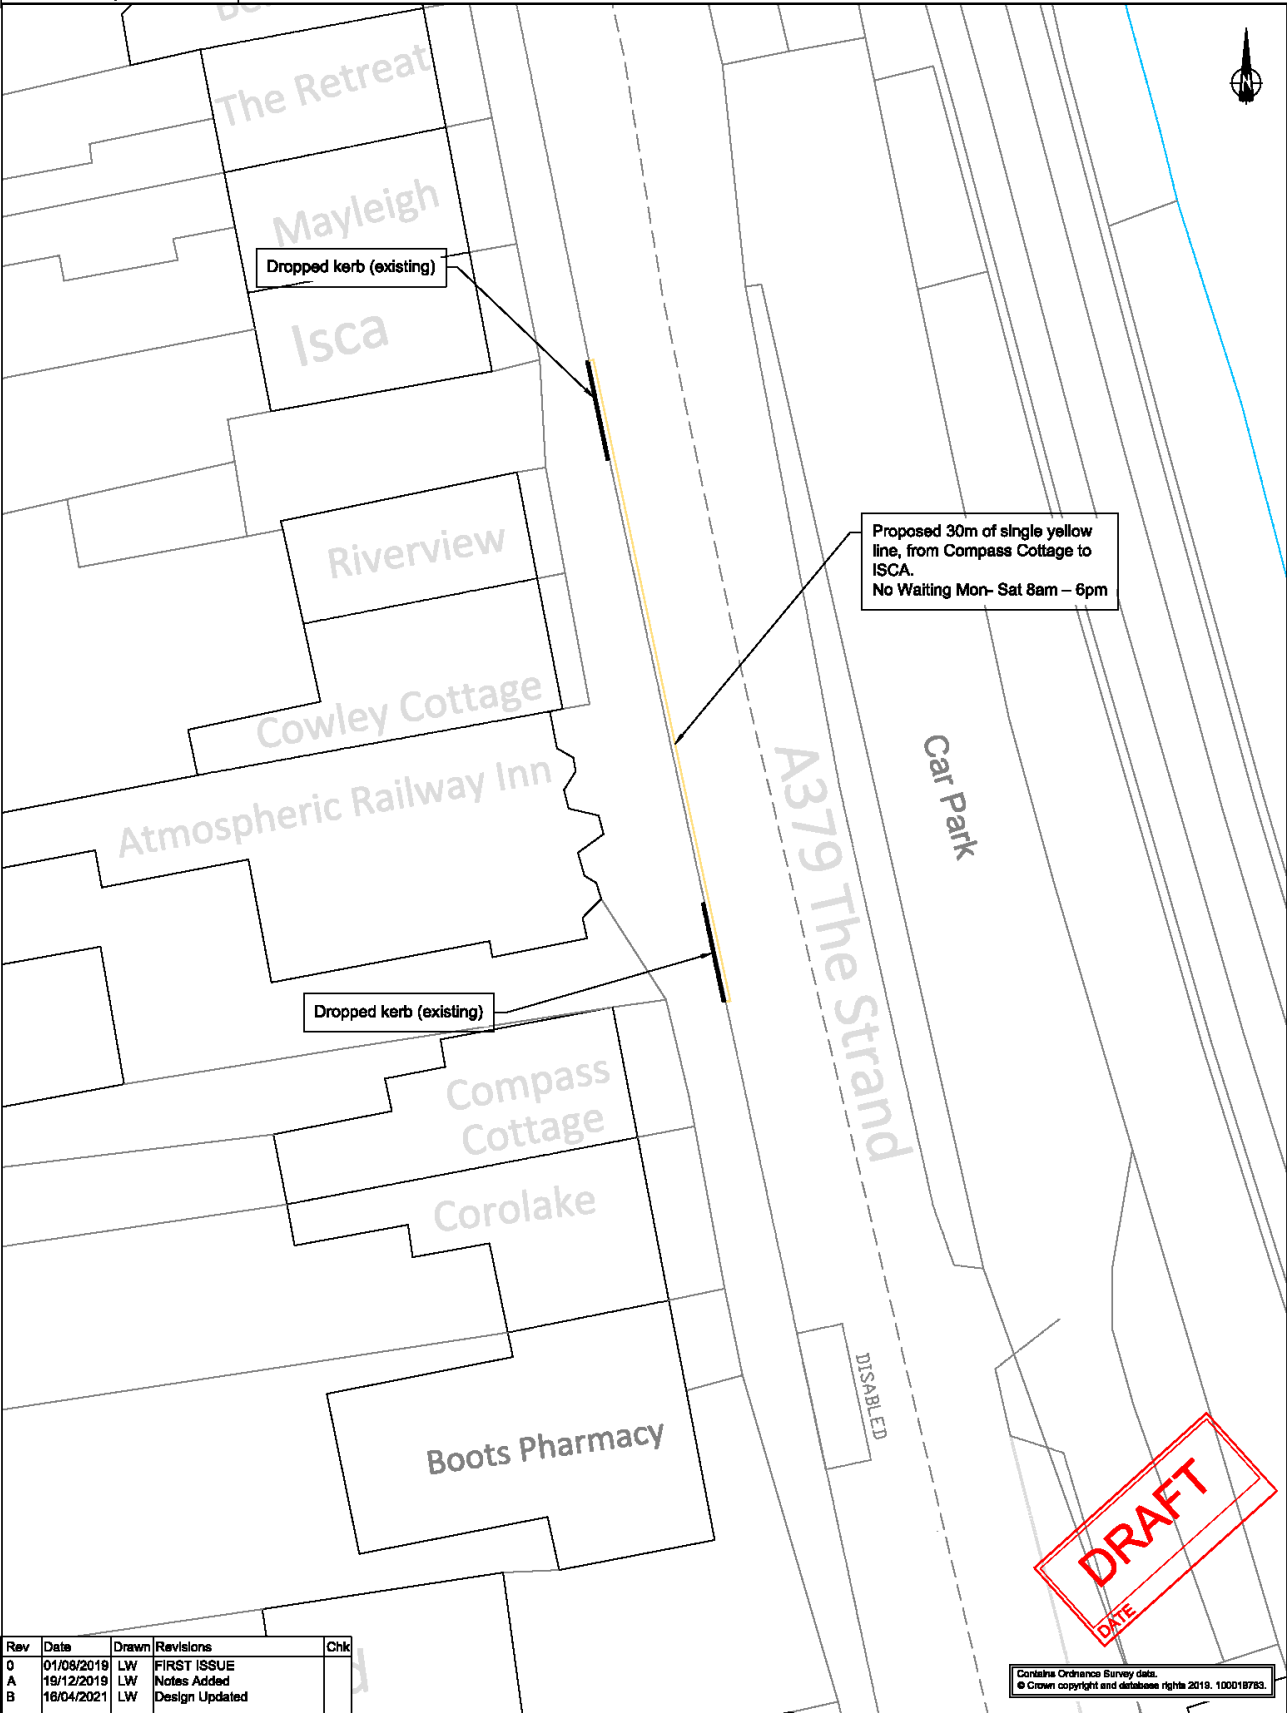 The Retreat
Mayleigh
Dropped kerb (existing)
Isca
Riverview
Proposed 30m of single yellow
line, from Compass Cottage to
ISCA.
No Waiting Mon- Sat 8am – 6pm
Cowley Cottage
Atmospheric Railway Inn
A379 The Strand
Car Park
Dropped kerb (existing)
Compass
Cottage
Corolake
DISABLED
Boots Pharmacy
DRAFT
DATE
N
Rev Date Drawn Revisions Chk
0 01/08/2019 LW FIRST ISSUE
A 19/12/2019 LW Notes Added
B 16/04/2021 LW Design Updated
Contains Ordnance Survey data.
© Crown copyright and database rights 2019. 100019783.